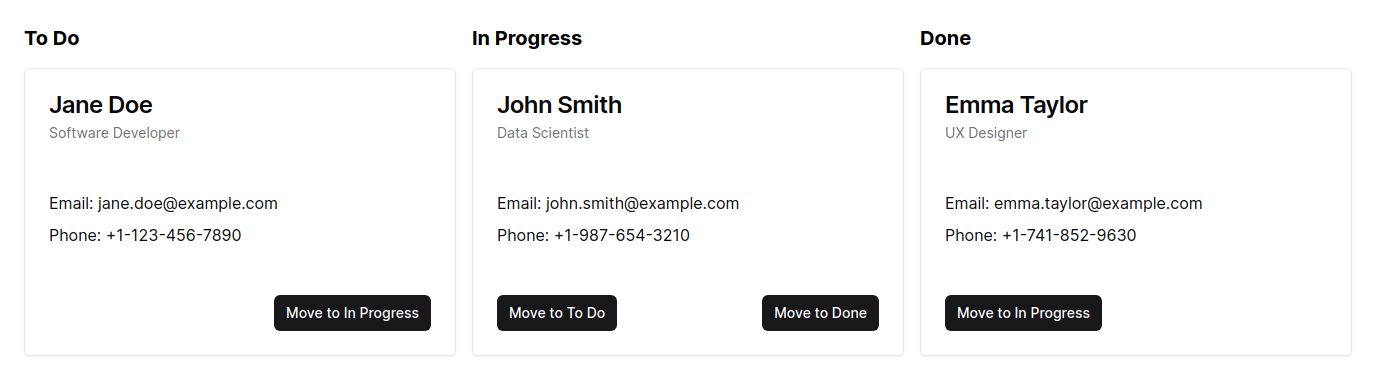 To Do
Jane Doe
Software Developer
Email: jane.doe@example.com
Phone: +1-123-456-7890
Move to In Progress
In Progress
John Smith
Data Scientist
Email: john.smith@example.com
Phone: +1-987-654-3210
Move to To Do
Move to Done
Done
Emma Taylor
UX Designer
Email: emma.taylor@example.com
Phone: +1-741-852-9630
Move to In Progress